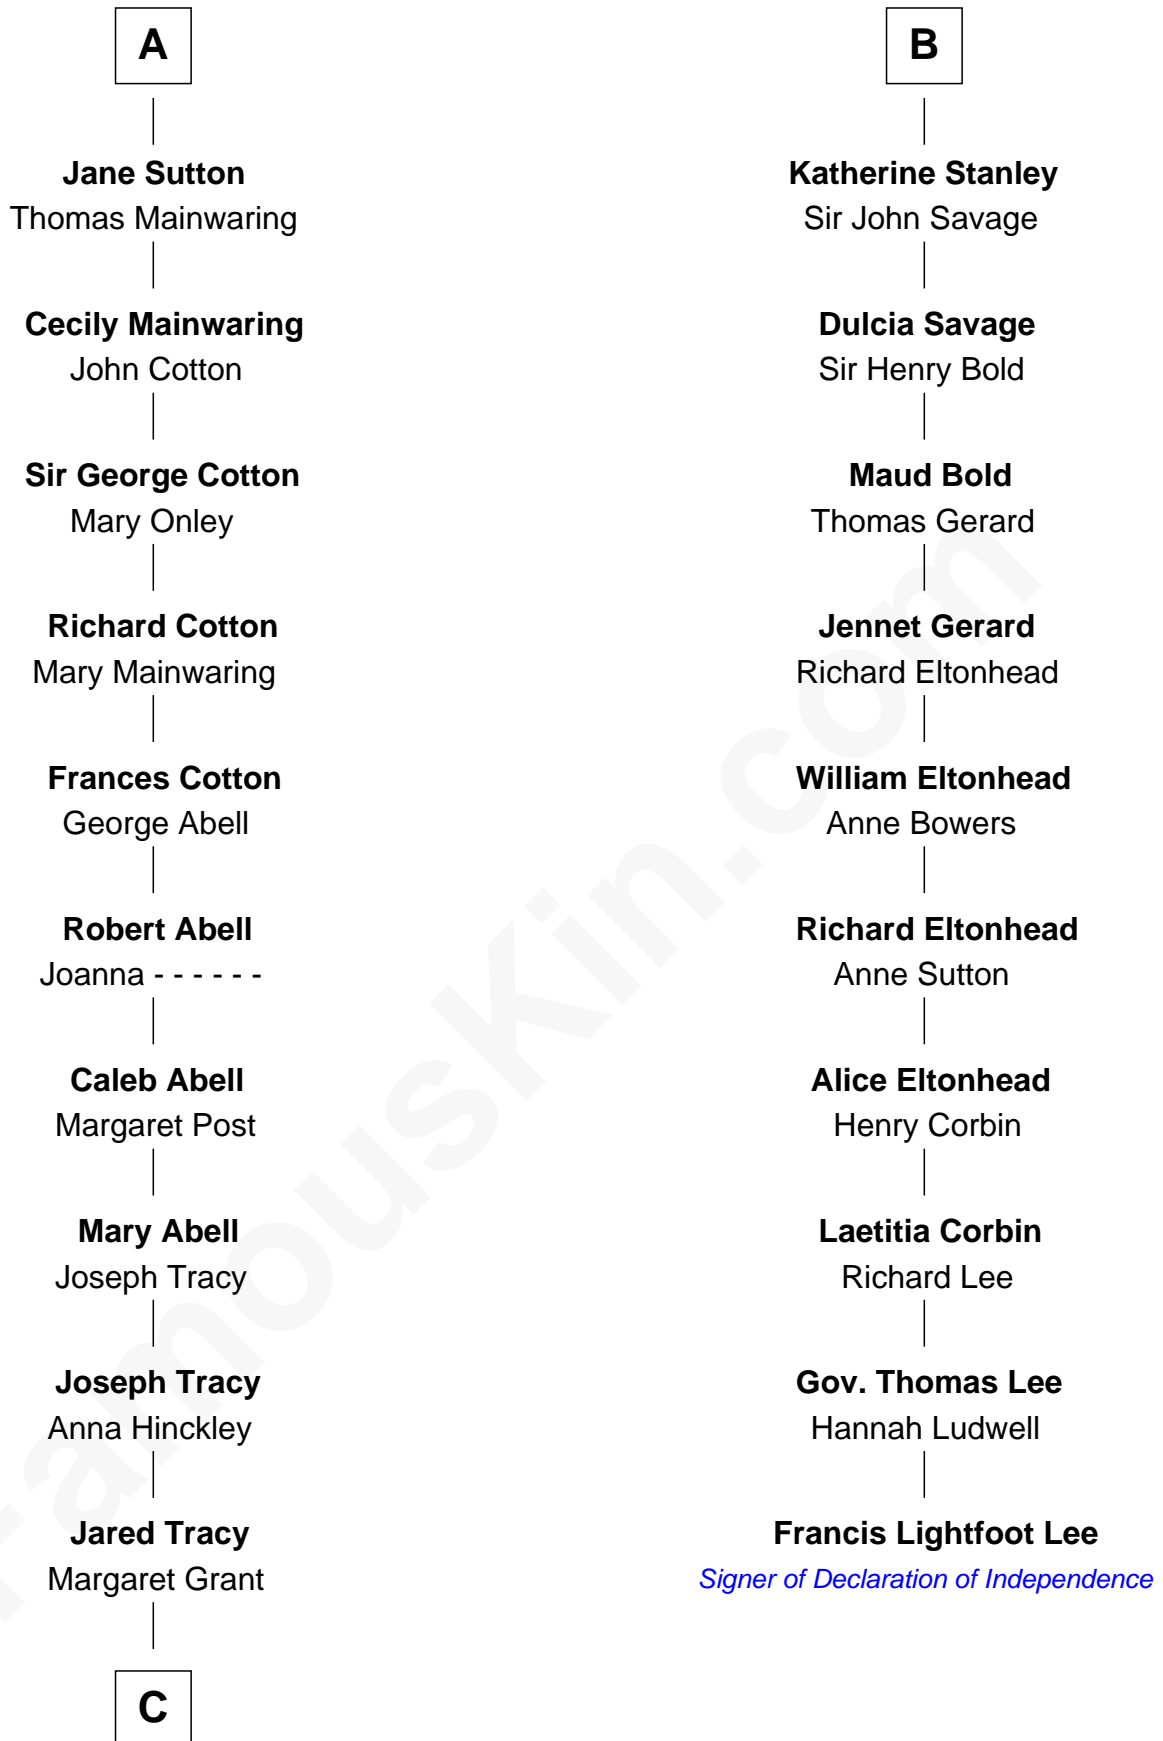 A
Jane Sutton
Thomas Mainwaring
Cecily Mainwaring
John Cotton
Sir George Cotton
Mary Onley
Richard Cotton
Mary Mainwaring
Frances Cotton
George Abell
Robert Abell
Joanna - - - - - -
Caleb Abell
Margaret Post
Mary Abell
Joseph Tracy
Joseph Tracy
Anna Hinckley
Jared Tracy
Margaret Grant
C
B
Katherine Stanley
Sir John Savage
Dulcia Savage
Sir Henry Bold
Maud Bold
Thomas Gerard
Jennet Gerard
Richard Eltonhead
William Eltonhead
Anne Bowers
Richard Eltonhead
Anne Sutton
Alice Eltonhead
Henry Corbin
Laetitia Corbin
Richard Lee
Gov. Thomas Lee
Hannah Ludwell
Francis Lightfoot Lee
Signer of Declaration of Independence
FamousKin.com